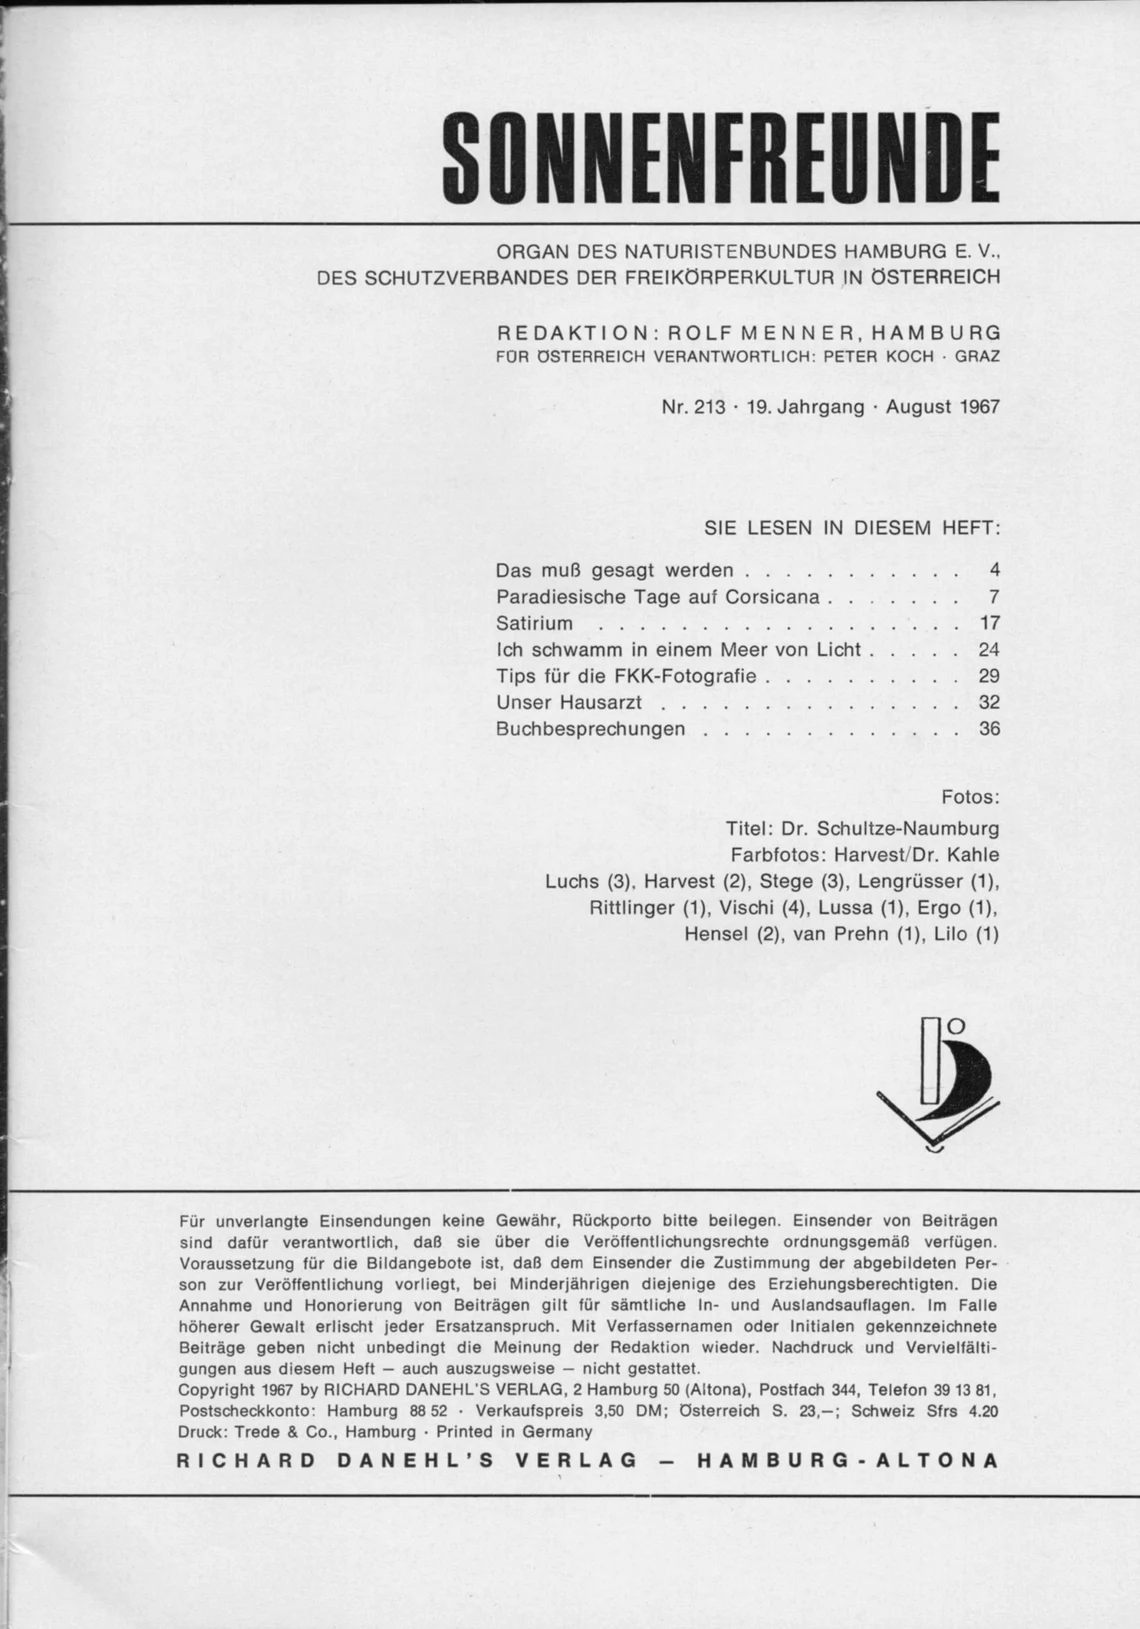 SONNENFREUNDE
ORGAN DES NATURISTENBUNDES HAMBURG E. V.,
DES SCHUTZVERBANDES DER FREIKÖRPERKULTUR IN ÖSTERREICH
REDAKTION: ROLF MENNER, HAMBURG
FÜR ÖSTERREICH VERANTWORTLICH: PETER KOCH · GRAZ
Nr. 213 · 19. Jahrgang · August 1967
SIE LESEN IN DIESEM HEFT:
Das muß gesagt werden . . . . . . . . . . . 4
Paradiesische Tage auf Corsicana . . . . . . . 7
Satirium . . . . . . . . . . . . . . . . . . 17
Ich schwamm in einem Meer von Licht . . . . . 24
Tips für die FKK-Fotografie . . . . . . . . . . 29
Unser Hausarzt . . . . . . . . . . . . . . . 32
Buchbesprechungen . . . . . . . . . . . . . 36
Fotos:
Titel: Dr. Schultze-Naumburg
Farbfotos: Harvest/Dr. Kahle
Luchs (3), Harvest (2), Stege (3), Lengrüsser (1),
Rittlinger (1), Vischi (4), Lussa (1), Ergo (1),
Hensel (2), van Prehn (1), Lilo (1)
Für unverlangte Einsendungen keine Gewähr, Rückporto bitte beilegen. Einsender von Beiträgen
sind dafür verantwortlich, daß sie über die Veröffentlichungsrechte ordnungsgemäß verfügen.
Voraussetzung für die Bildangebote ist, daß dem Einsender die Zustimmung der abgebildeten Per-
son zur Veröffentlichung vorliegt, bei Minderjährigen diejenige des Erziehungsberechtigten. Die
Annahme und Honorierung von Beiträgen gilt für sämtliche In- und Auslandsauflagen. Im Falle
höherer Gewalt erlischt jeder Ersatzanspruch. Mit Verfassernamen oder Initialen gekennzeichnete
Beiträge geben nicht unbedingt die Meinung der Redaktion wieder. Nachdruck und Vervielfälti-
gungen aus diesem Heft — auch auszugsweise — nicht gestattet.
Copyright 1967 by RICHARD DANEHL'S VERLAG, 2 Hamburg 50 (Altona), Postfach 344, Telefon 39 13 81,
Postscheckkonto: Hamburg 88 52 · Verkaufspreis 3,50 DM; Österreich S. 23,—; Schweiz Sfrs 4.20
Druck: Trede & Co., Hamburg · Printed in Germany
RICHARD DANEHL'S VERLAG — HAMBURG-ALTONA